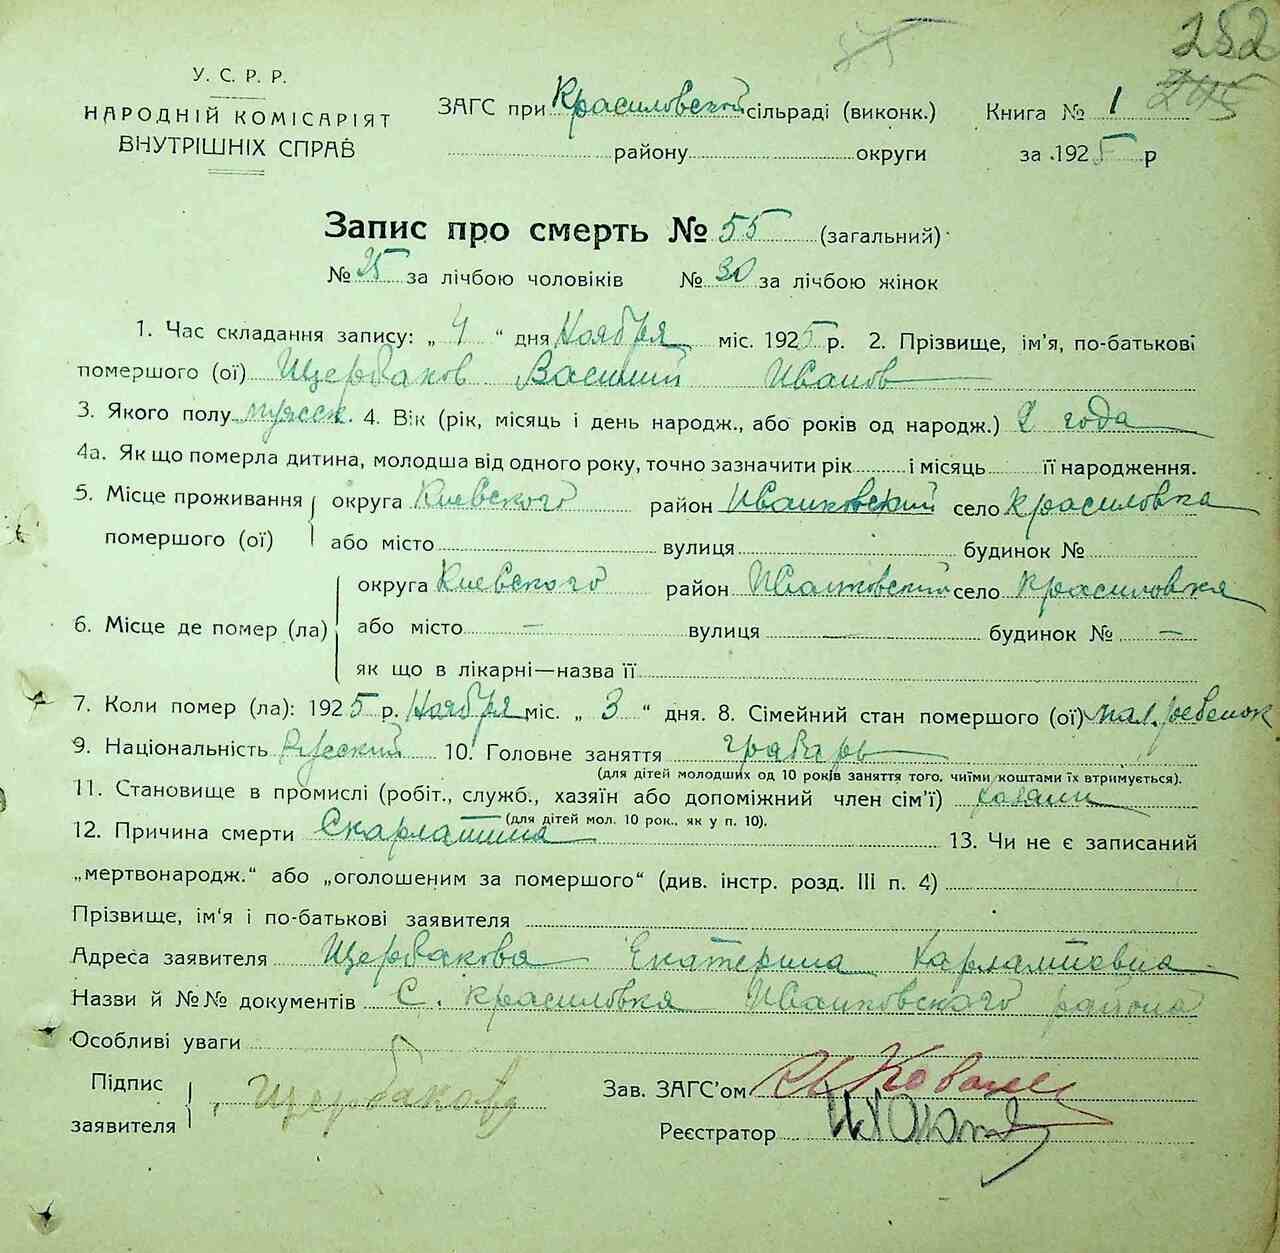 252
245
У. С. Р. Р.
НАРОДНІЙ КОМІСАРІЯТ
ВНУТРІШНІХ СПРАВ
ЗАГС при Красиловской сільраді (виконк.) Книга № 1
району округи за 1925 р
Запис про смерть № 55 (загальний)
№ 25 за лічбою чоловіків № 30 за лічбою жінок
1. Час складання запису: „ 4 “ дня Ноября міс. 1925 р. 2. Прізвище, ім'я, по-батькові
помершого (ої) Щербаков Василий Иванов
3. Якого полу мужск. 4. Вік (рік, місяць і день народж., або років од народж.) 2 года
4а. Як що померла дитина, молодша від одного року, точно зазначити рік і місяць її народження.
5. Місце проживання округа Киевского район Иванковский село Красиловка
помершого (ої) або місто вулиця будинок №
округа Киевского район Иванковский село Красиловка
6. Місце де помер (ла) або місто — вулиця — будинок № —
як що в лікарні—назва її
7. Коли помер (ла): 1925 р. Ноября міс. „ 3 “ дня. 8. Сімейний стан помершого (ої) мал. ребенок
9. Національність Русский 10. Головне заняття грабарь
(для дітей молодших од 10 років заняття того, чиїми коштами їх втримується).
11. Становище в промислі (робіт., служб., хазяїн або допоміжний член сім'ї) хозяин
(для дітей мол. 10 рок., як у п. 10).
12. Причина смерти Скарлатина 13. Чи не є записаний
„мертвонародж.“ або „оголошеним за помершого“ (див. інстр. розд. III п. 4)
Прізвище, ім'я і по-батькові заявителя
Адреса заявителя Щербакова Екатерина Харламповна
Назви й №№ документів С. Красиловка Иванковского района
Особливі уваги
Підпис
заявителя Щербакова
Зав. ЗАГС'ом
Реєстратор